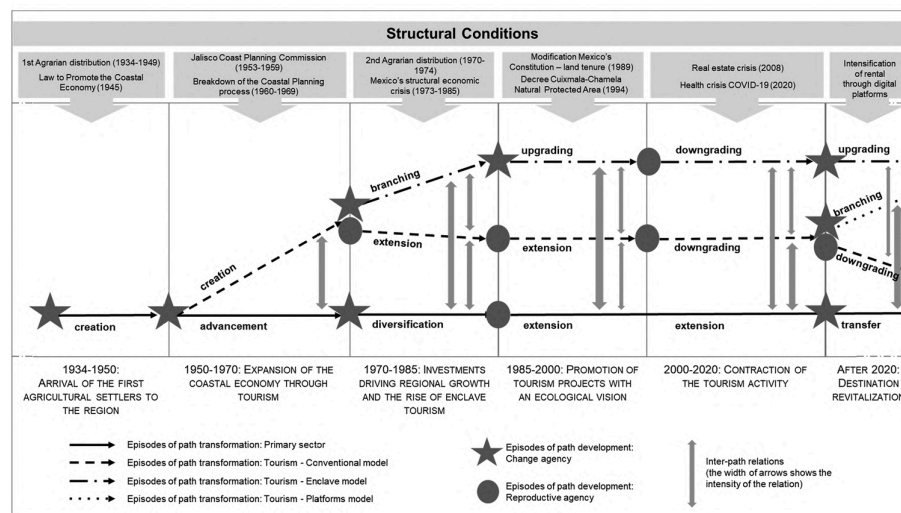 Structural Conditions
1st Agrarian distribution (1934-1949)
Law to Promote the Coastal
Economy (1945)
Jalisco Coast Planning Commission
(1953-1959)
Breakdown of the Coastal Planning
process (1960-1969)
2nd Agrarian distribution (1970-
1974)
Mexico's structural economic
crisis (1973-1985)
Modification Mexico's
Constitution – land tenure (1989)
Decree Cuixmala-Chamela
Natural Protected Area (1994)
Real estate crisis (2008)
Health crisis COVID-19 (2020)
Intensification
of rental
through digital
platforms
upgrading
downgrading
upgrading
branching
branching
creation
extension
extension
downgrading
downgrading
creation
advancement
diversification
extension
extension
transfer
1934-1950:
ARRIVAL OF THE FIRST
AGRICULTURAL SETTLERS TO
THE REGION
1950-1970: EXPANSION OF THE
COASTAL ECONOMY THROUGH
TOURISM
1970-1985: INVESTMENTS
DRIVING REGIONAL GROWTH
AND THE RISE OF ENCLAVE
TOURISM
1985-2000: PROMOTION OF
TOURISM PROJECTS WITH
AN ECOLOGICAL VISION
2000-2020: CONTRACTION OF
THE TOURISM ACTIVITY
AFTER 2020:
DESTINATION
REVITALIZATION
Episodes of path transformation: Primary sector
Episodes of path transformation: Tourism - Conventional model
Episodes of path transformation: Tourism - Enclave model
Episodes of path transformation: Tourism - Platforms model
Episodes of path development:
Change agency
Episodes of path development:
Reproductive agency
Inter-path relations
(the width of arrows shows the
intensity of the relation)